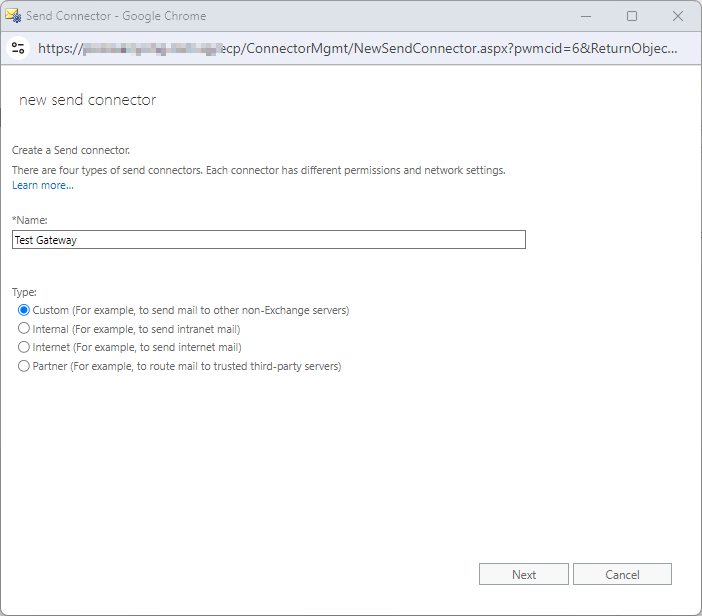 Send Connector - Google Chrome
https:// ecp/ConnectorMgmt/NewSendConnector.aspx?pwmcid=6&ReturnObjec...
new send connector
Create a Send connector.
There are four types of send connectors. Each connector has different permissions and network settings.
Learn more...
*Name:
Test Gateway
Type:
Custom (For example, to send mail to other non-Exchange servers)
Internal (For example, to send intranet mail)
Internet (For example, to send internet mail)
Partner (For example, to route mail to trusted third-party servers)
Next Cancel